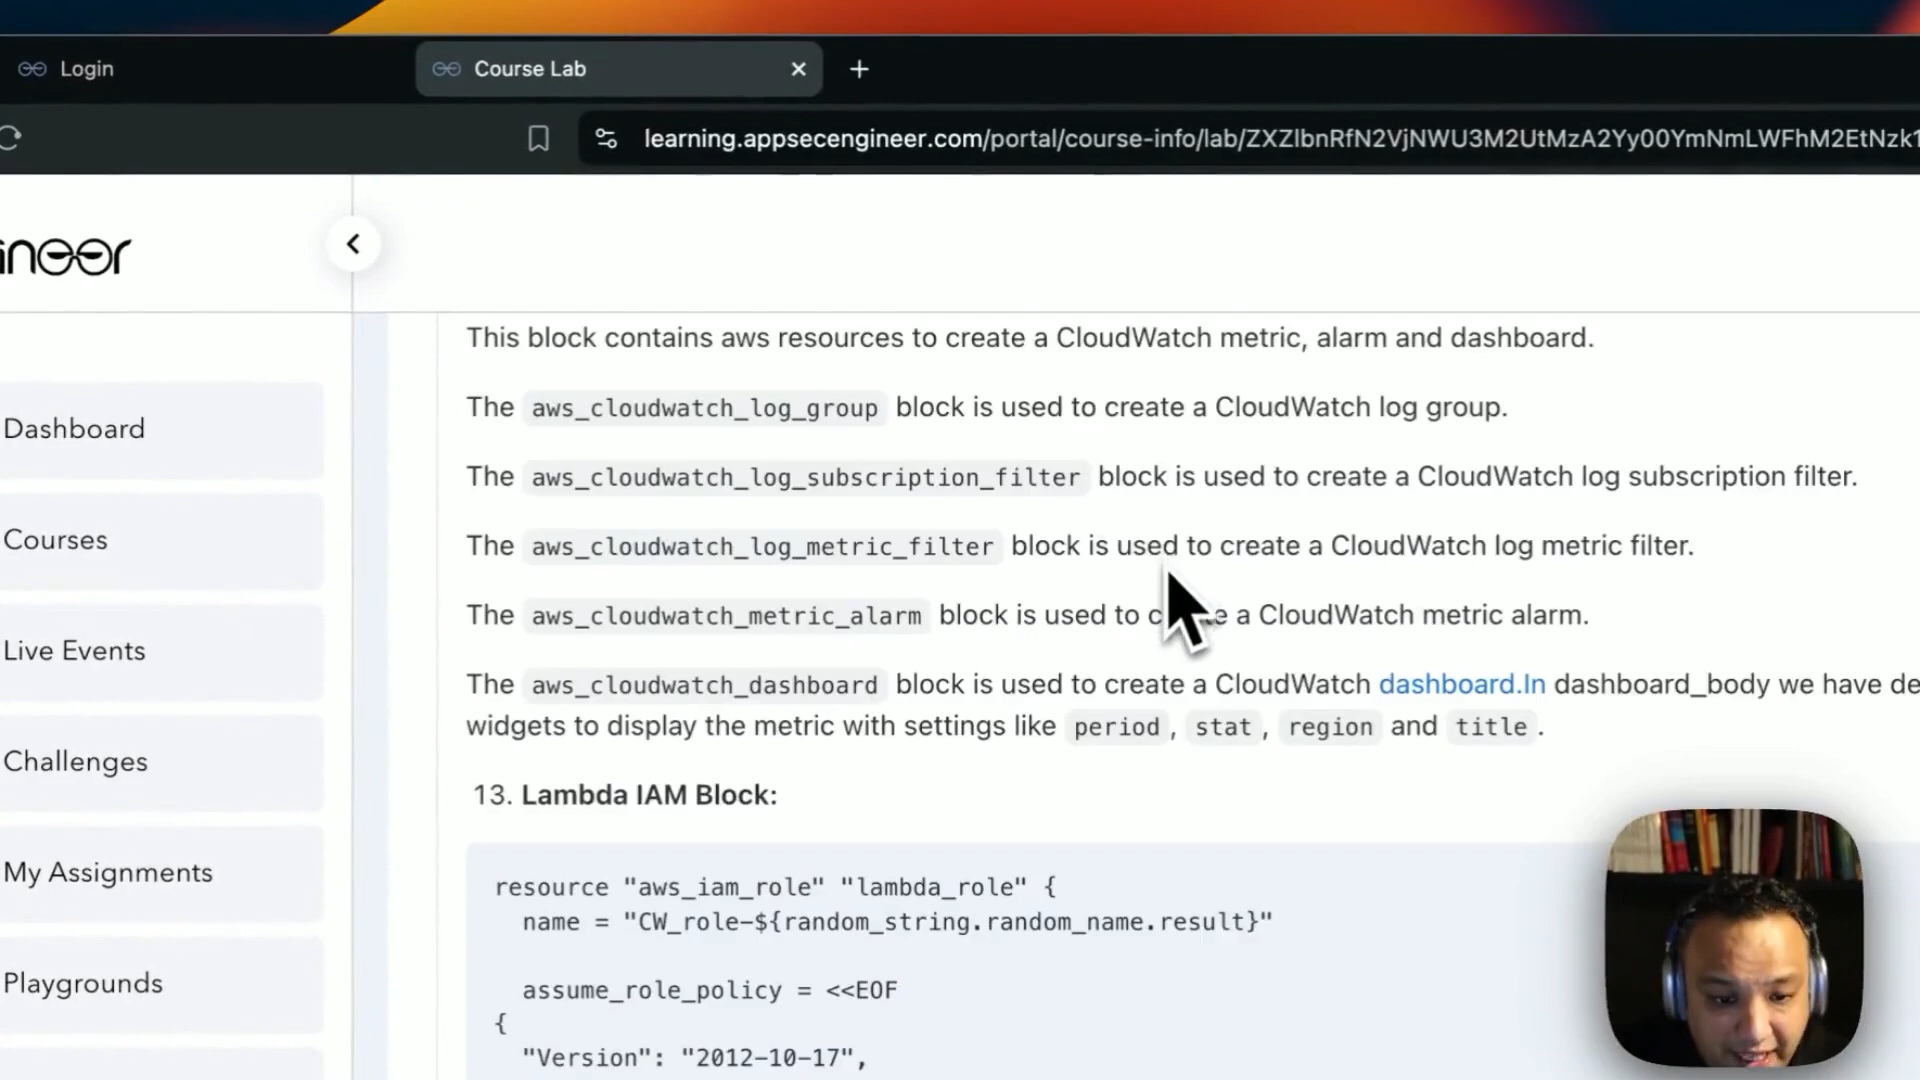 Login
Course Lab
learning.appsecengineer.com/portal/course-info/lab/ZXZlbnRfN2VjNWU3M2UtMzA2Yy00YmNmLWFhM2EtNzk1
ineer
This block contains aws resources to create a CloudWatch metric, alarm and dashboard.
The aws_cloudwatch_log_group block is used to create a CloudWatch log group.
Dashboard
The aws_cloudwatch_log_subscription_filter block is used to create a CloudWatch log subscription filter.
Courses
The aws_cloudwatch_log_metric_filter block is used to create a CloudWatch log metric filter.
The aws_cloudwatch_metric_alarm block is used to c e a CloudWatch metric alarm.
Live Events
The aws_cloudwatch_dashboard block is used to create a CloudWatch dashboard.In dashboard_body we have de
widgets to display the metric with settings like period, stat, region and title.
Challenges
13. Lambda IAM Block:
My Assignments
resource "aws_iam_role" "lambda_role" {
name = "CW_role-${random_string.random_name.result}"
Playgrounds
assume_role_policy = <<EOF
{
"Version": "2012-10-17",